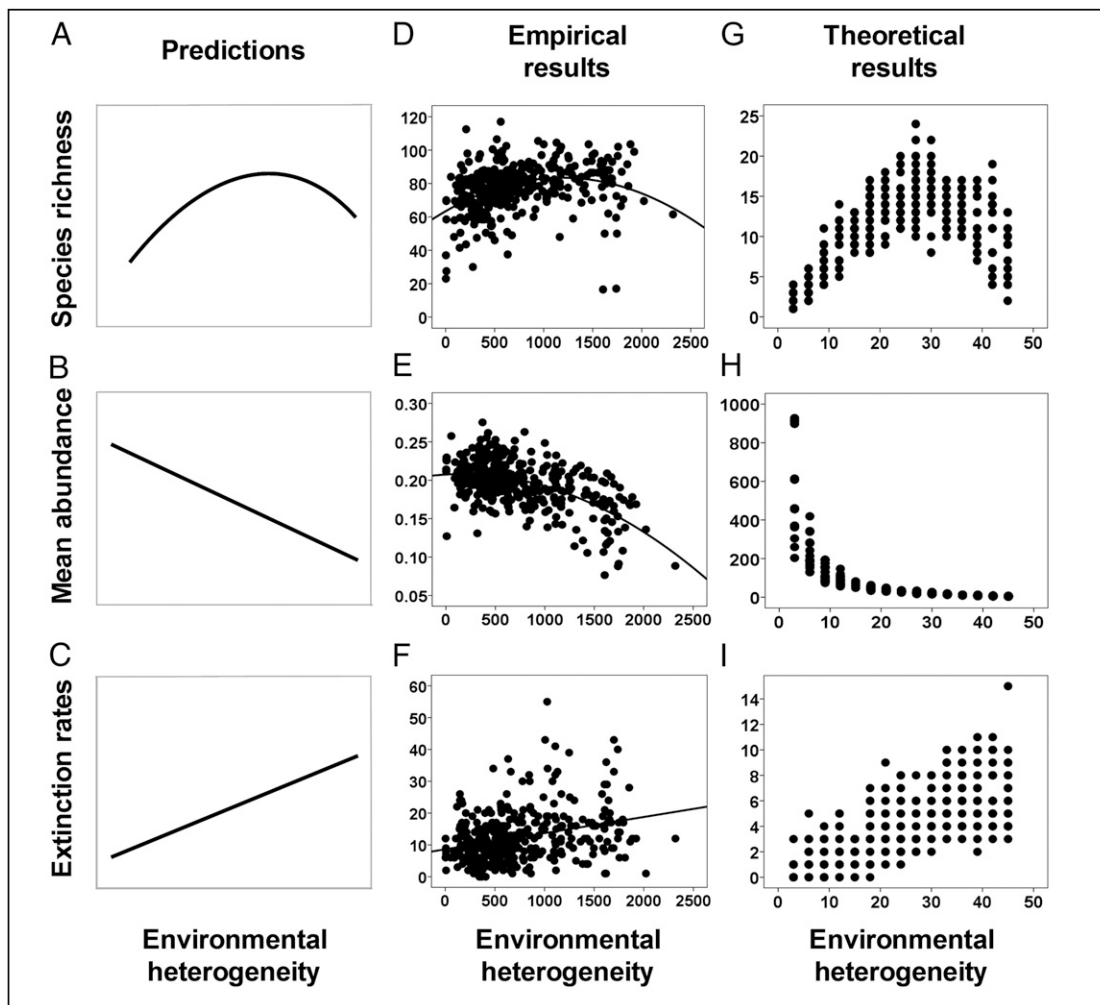 A
Predictions
D
Empirical
results
G
Theoretical
results
Species richness
120
100
80
60
40
20
0
0 500 1000 1500 2000 2500
25
20
15
10
5
0
0 10 20 30 40 50
B
Mean abundance
E
0.30
0.25
0.20
0.15
0.10
0.05
0 500 1000 1500 2000 2500
H
1000
800
600
400
200
0
0 10 20 30 40 50
C
Extinction rates
F
60
50
40
30
20
10
0
0 500 1000 1500 2000 2500
I
14
12
10
8
6
4
2
0
0 10 20 30 40 50
Environmental
heterogeneity
Environmental
heterogeneity
Environmental
heterogeneity